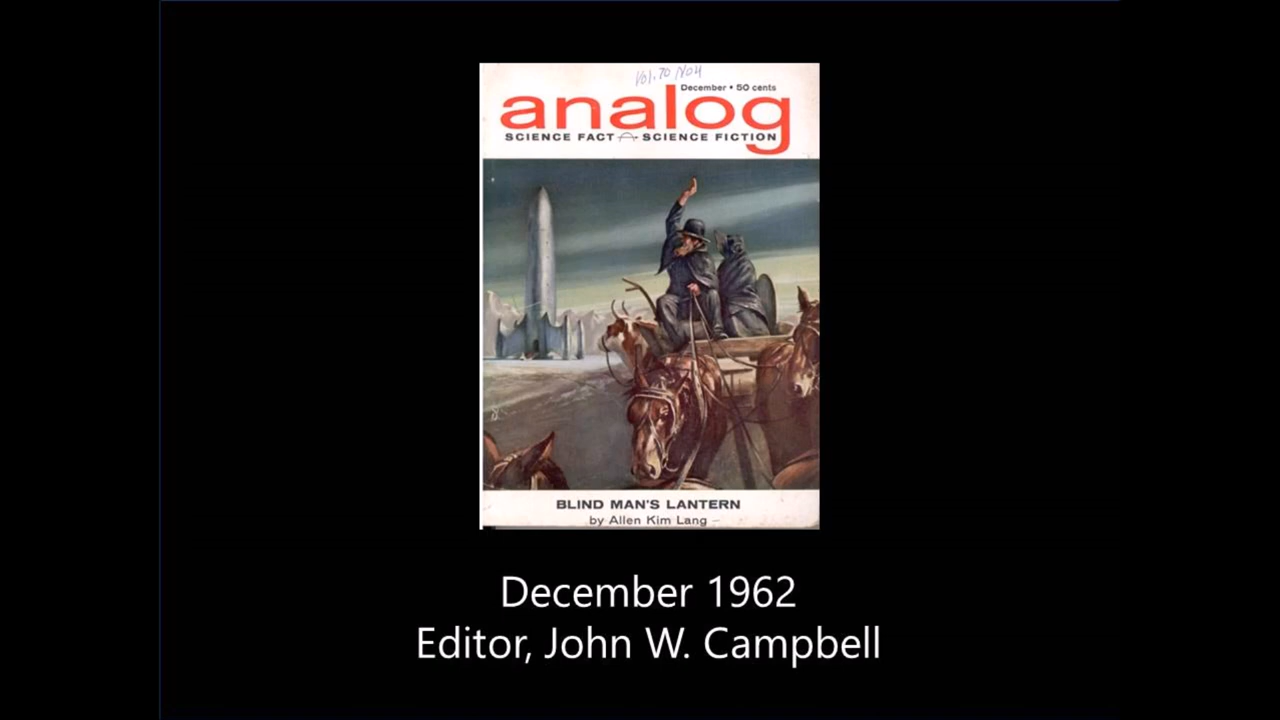 Vol. 70 No4
December • 50 cents
analog
SCIENCE FACT SCIENCE FICTION
BLIND MAN'S LANTERN
by Allen Kim Lang
December 1962
Editor, John W. Campbell